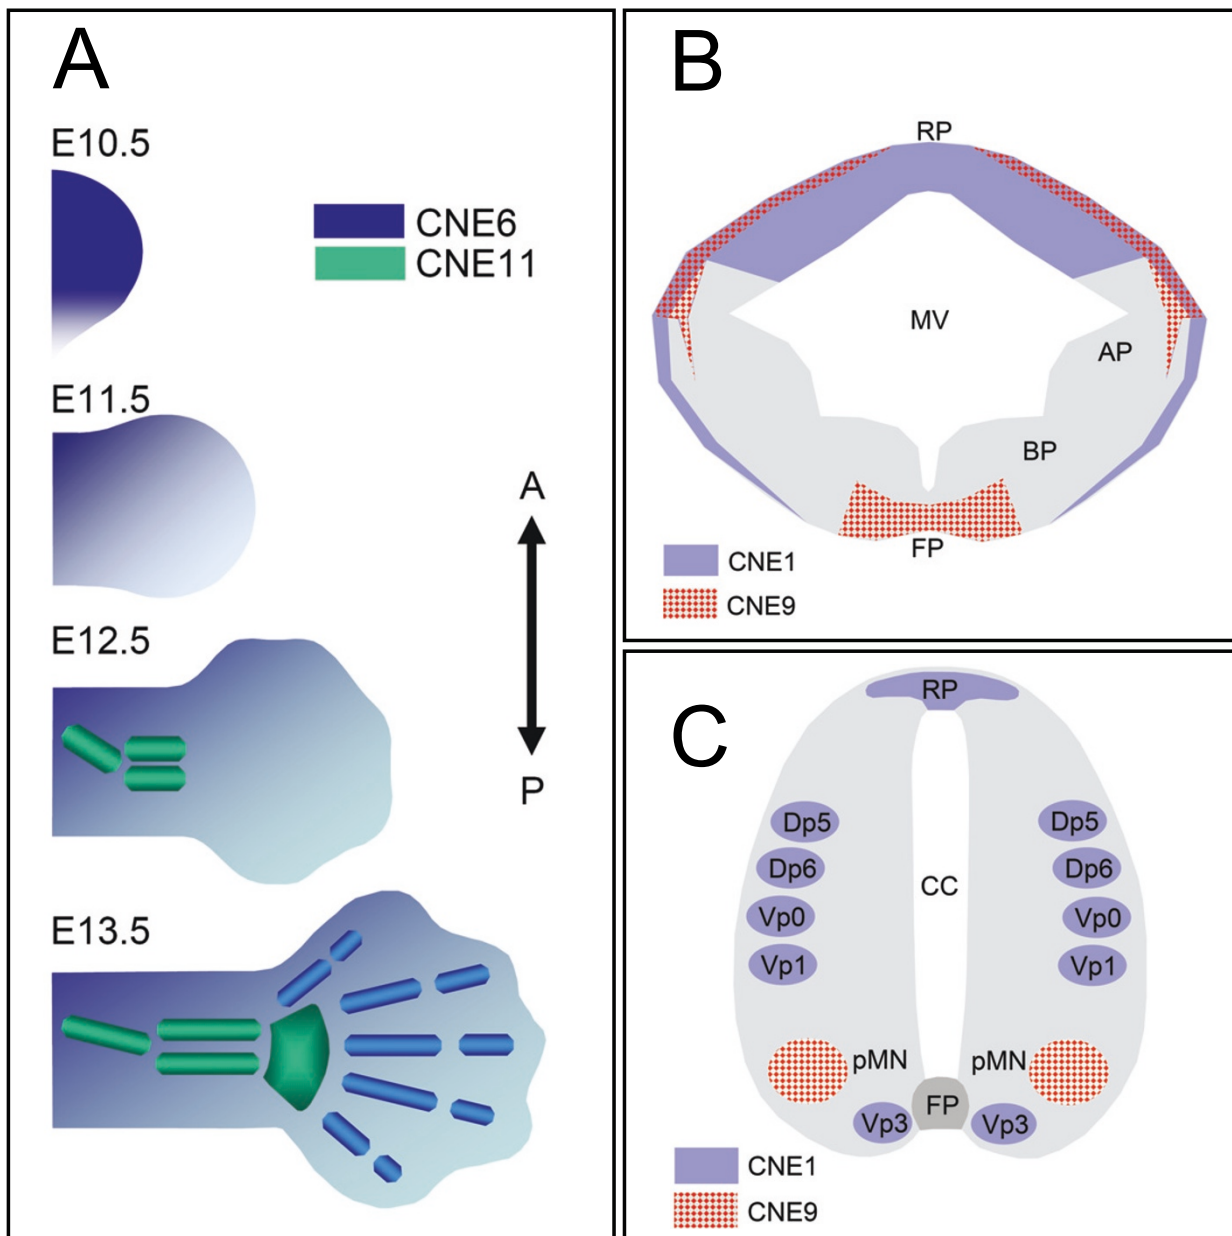 A
E10.5
CNE6
CNE11
E11.5
A
P
E12.5
E13.5
B
RP
MV
AP
BP
FP
CNE1
CNE9
C
RP
Dp5
Dp5
Dp6
Dp6
CC
Vp0
Vp0
Vp1
Vp1
pMN
pMN
FP
Vp3
Vp3
CNE1
CNE9